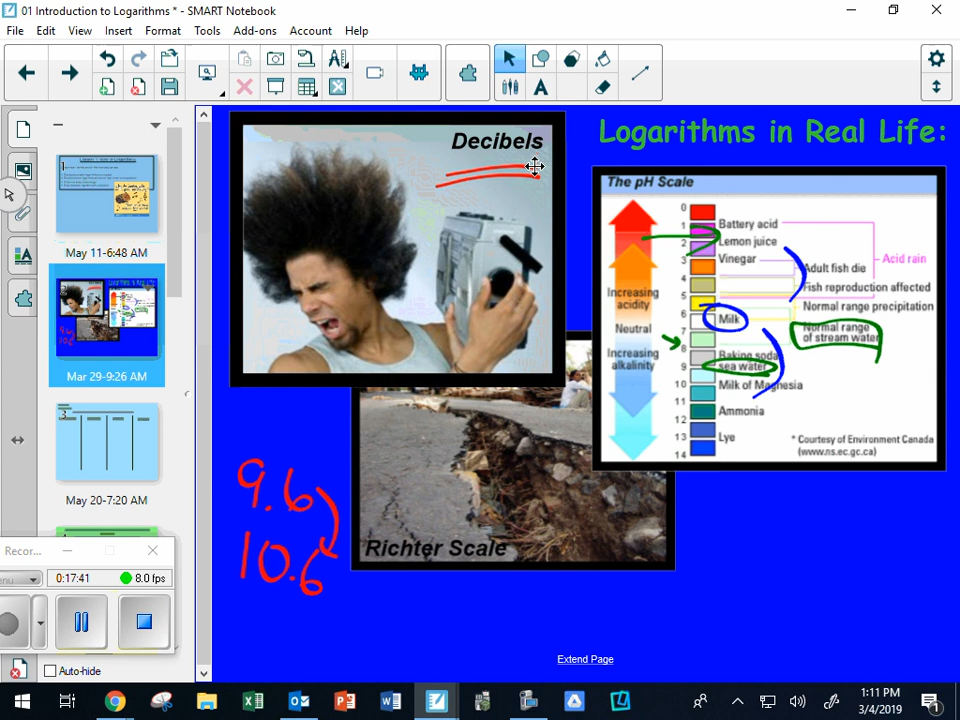 01 Introduction to Logarithms * - SMART Notebook
File Edit View Insert Format Tools Add-ons Account Help
May 11-6:48 AM
Mar 29-9:26 AM
3
May 20-7:20 AM
Recor...
0:17:41
8.0 fps
Auto-hide
Decibels
Richter Scale
9.6
10.6
Logarithms in Real Life:
The pH Scale
0
1
2
3
4
5
6
7
8
9
10
11
12
13
14
Increasing
acidity
Neutral
Increasing
alkalinity
Battery acid
Lemon juice
Vinegar
Milk
Baking soda
sea water
Milk of Magnesia
Ammonia
Lye
Acid rain
Adult fish die
Fish reproduction affected
Normal range precipitation
Normal range
of stream water
* Courtesy of Environment Canada
(www.ns.ec.gc.ca)
Extend Page
1:11 PM
3/4/2019
1